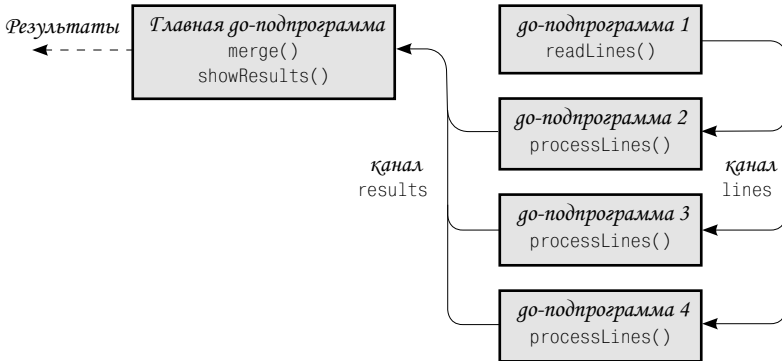 Результаты
Главная go-подпрограмма
merge()
showResults()
go-подпрограмма 1
readLines()
go-подпрограмма 2
processLines()
канал
results
канал
lines
go-подпрограмма 3
processLines()
go-подпрограмма 4
processLines()